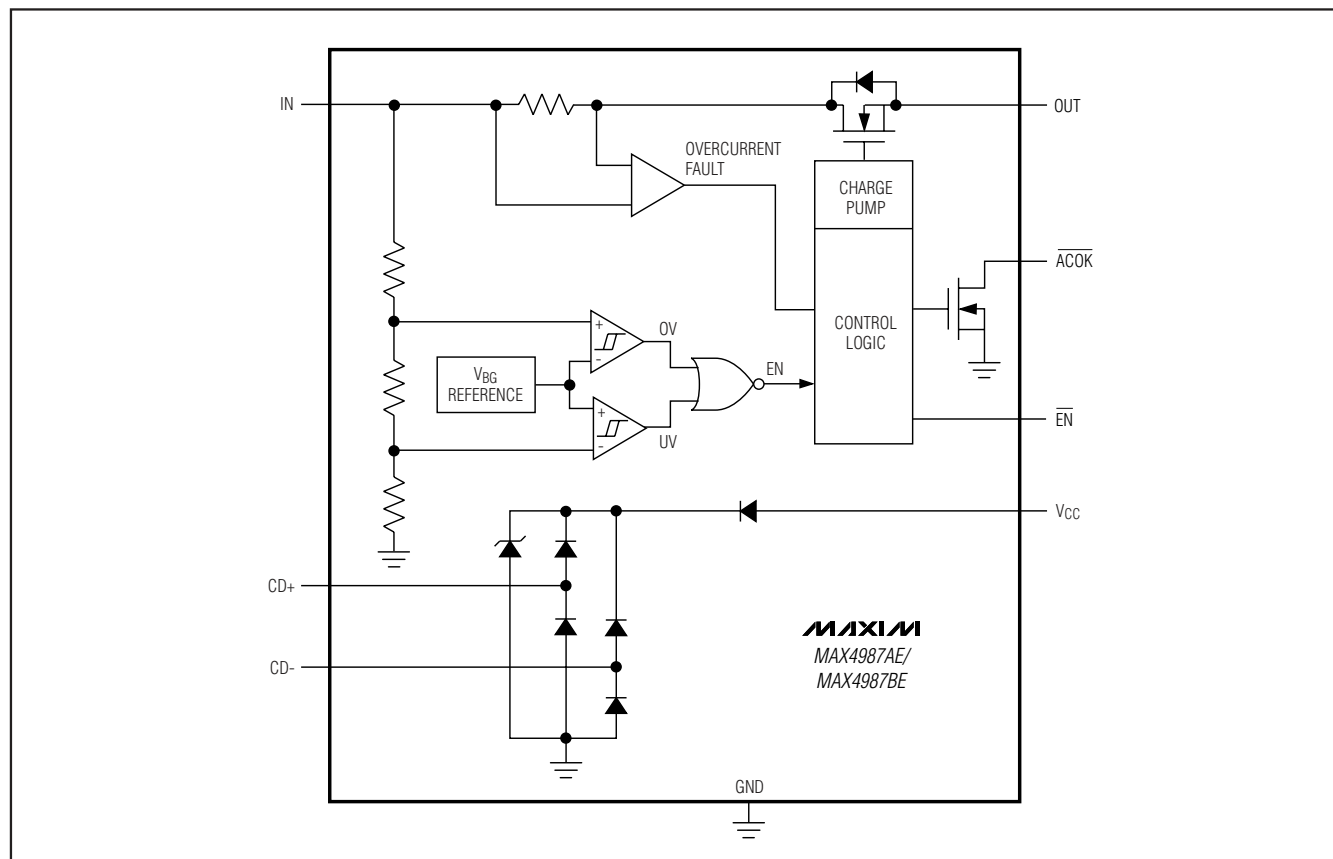 IN
OUT
OVERCURRENT
FAULT
CHARGE
PUMP
ACOK
+
OV
-
CONTROL
LOGIC
VBG
REFERENCE
EN
+
-
UV
EN
VCC
CD+
MAXIM
CD-
MAX4987AE/
MAX4987BE
GND